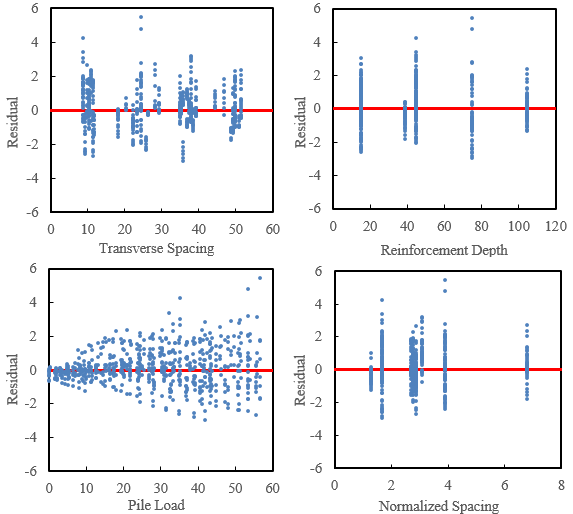 6
4
2
0
-2
-4
-6
Residual
0 10 20 30 40 50 60
Transverse Spacing
6
4
2
0
-2
-4
-6
Residual
0 20 40 60 80 100 120
Reinforcement Depth
6
4
2
0
-2
-4
-6
Residual
0 10 20 30 40 50 60
Pile Load
6
4
2
0
-2
-4
-6
Residual
0 2 4 6 8
Normalized Spacing